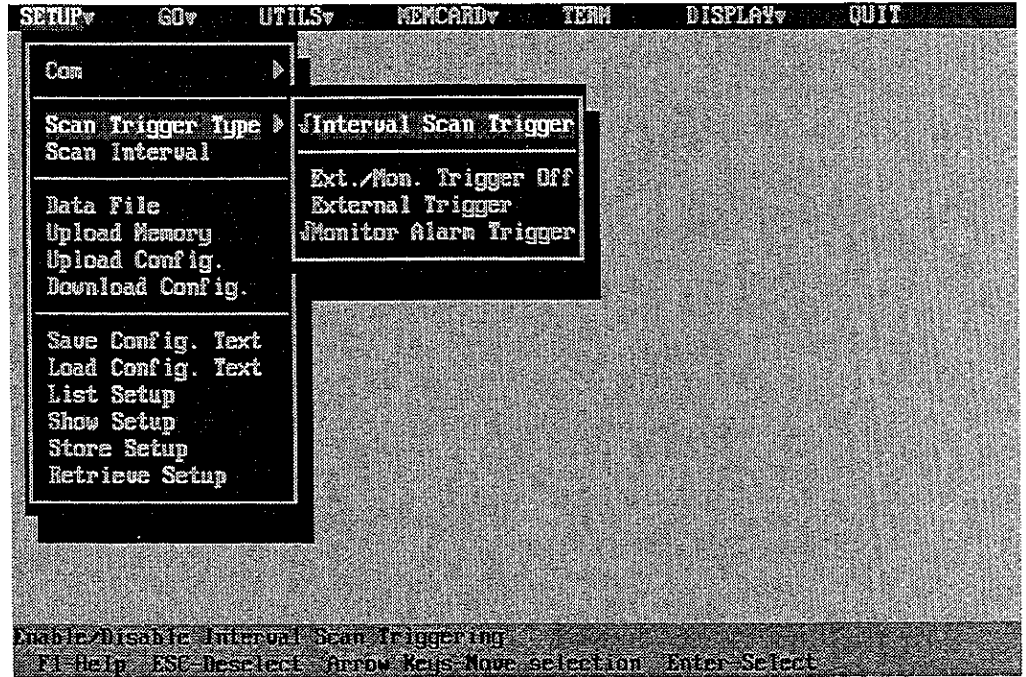 SETUP▼ GO▼ UTILS▼ MEMCARD▼ TERM DISPLAY▼ QUIT
Com ▶
Scan Trigger Type ▶
Scan Interval
Data File
Upload Memory
Upload Config.
Download Config.
Save Config. Text
Load Config. Text
List Setup
Show Setup
Store Setup
Retrieve Setup
√Interval Scan Trigger
Ext./Mon. Trigger Off
External Trigger
√Monitor Alarm Trigger
Enable/Disable Interval Scan Triggering
F1-Help ESC-Deselect Arrow Keys-Move selection Enter-Select